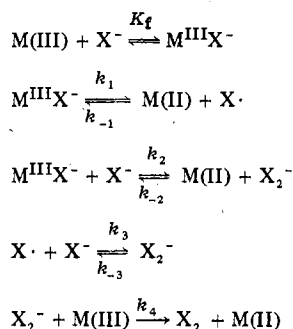 K_f
M(III) + X⁻ ⇌ M^III X⁻
k₁
M^III X⁻ ⇌ M(II) + X·
k₋₁
k₂
M^III X⁻ + X⁻ ⇌ M(II) + X₂⁻
k₋₂
k₃
X· + X⁻ ⇌ X₂⁻
k₋₃
X₂⁻ + M(III) —k₄→ X₂ + M(II)